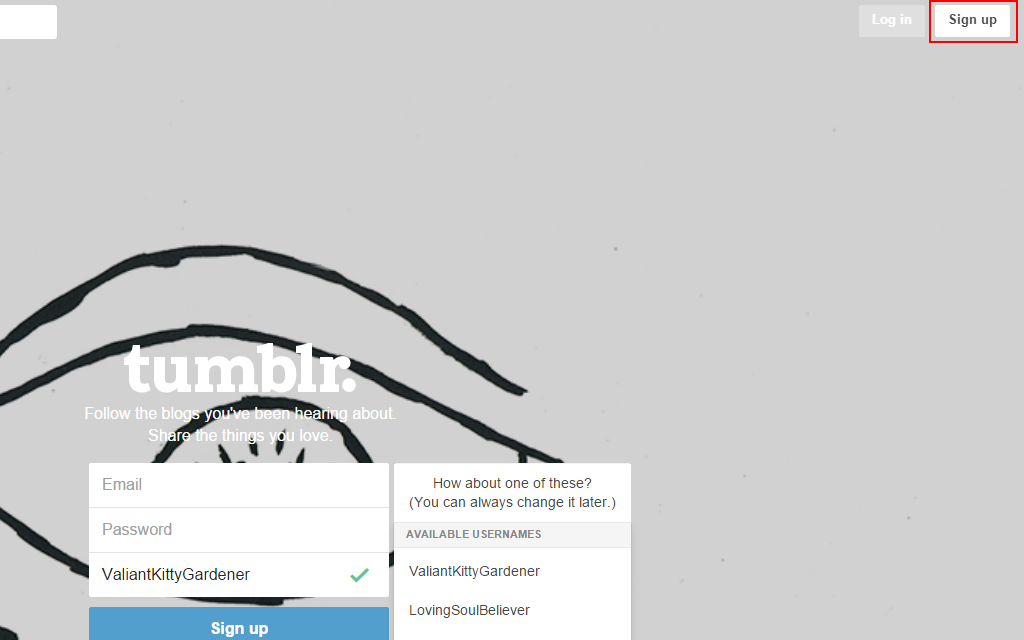 Log in
Sign up
tumblr.
Follow the blogs you've been hearing about.
Share the things you love.
Email
Password
ValiantKittyGardener
Sign up
How about one of these?
(You can always change it later.)
AVAILABLE USERNAMES
ValiantKittyGardener
LovingSoulBeliever